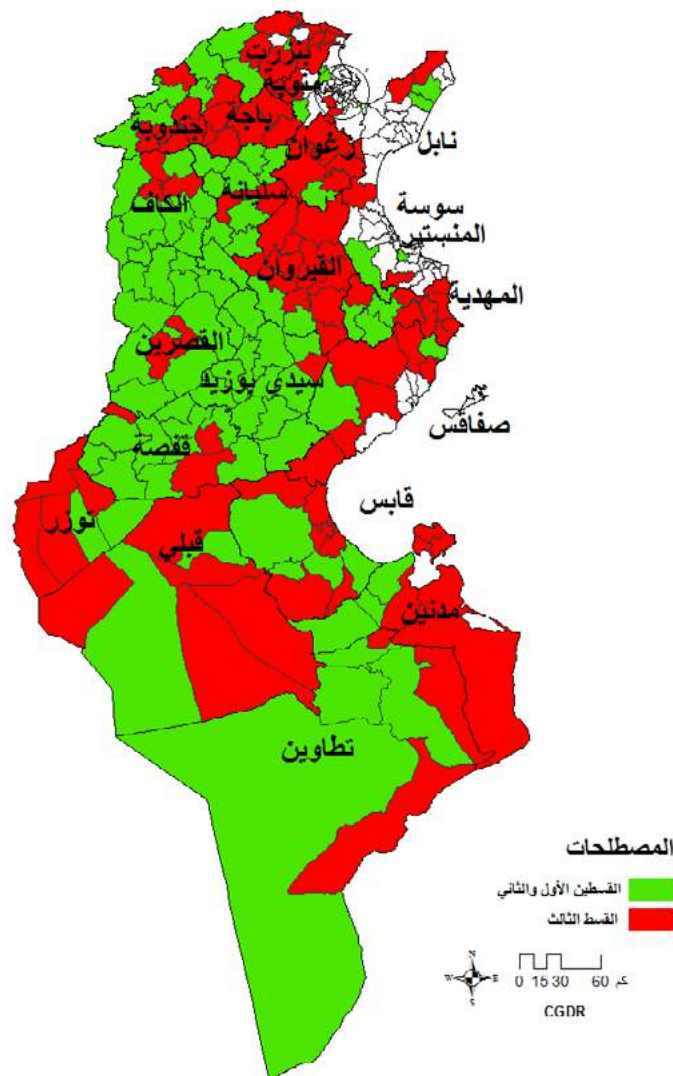 بنزرت
منوبة
باجة
جندوبة
زغوان
نابل
سليانة
الكاف
سوسة
المنستير
القيروان
المهدية
القصرين
سيدي بوزيد
صفاقس
قفصة
قابس
توزر
قبلي
مدنين
تطاوين
المصطلحات
القسطين الأول والثاني
القسط الثالث
N
W E
S
0 15 30 60 كم
CGDR